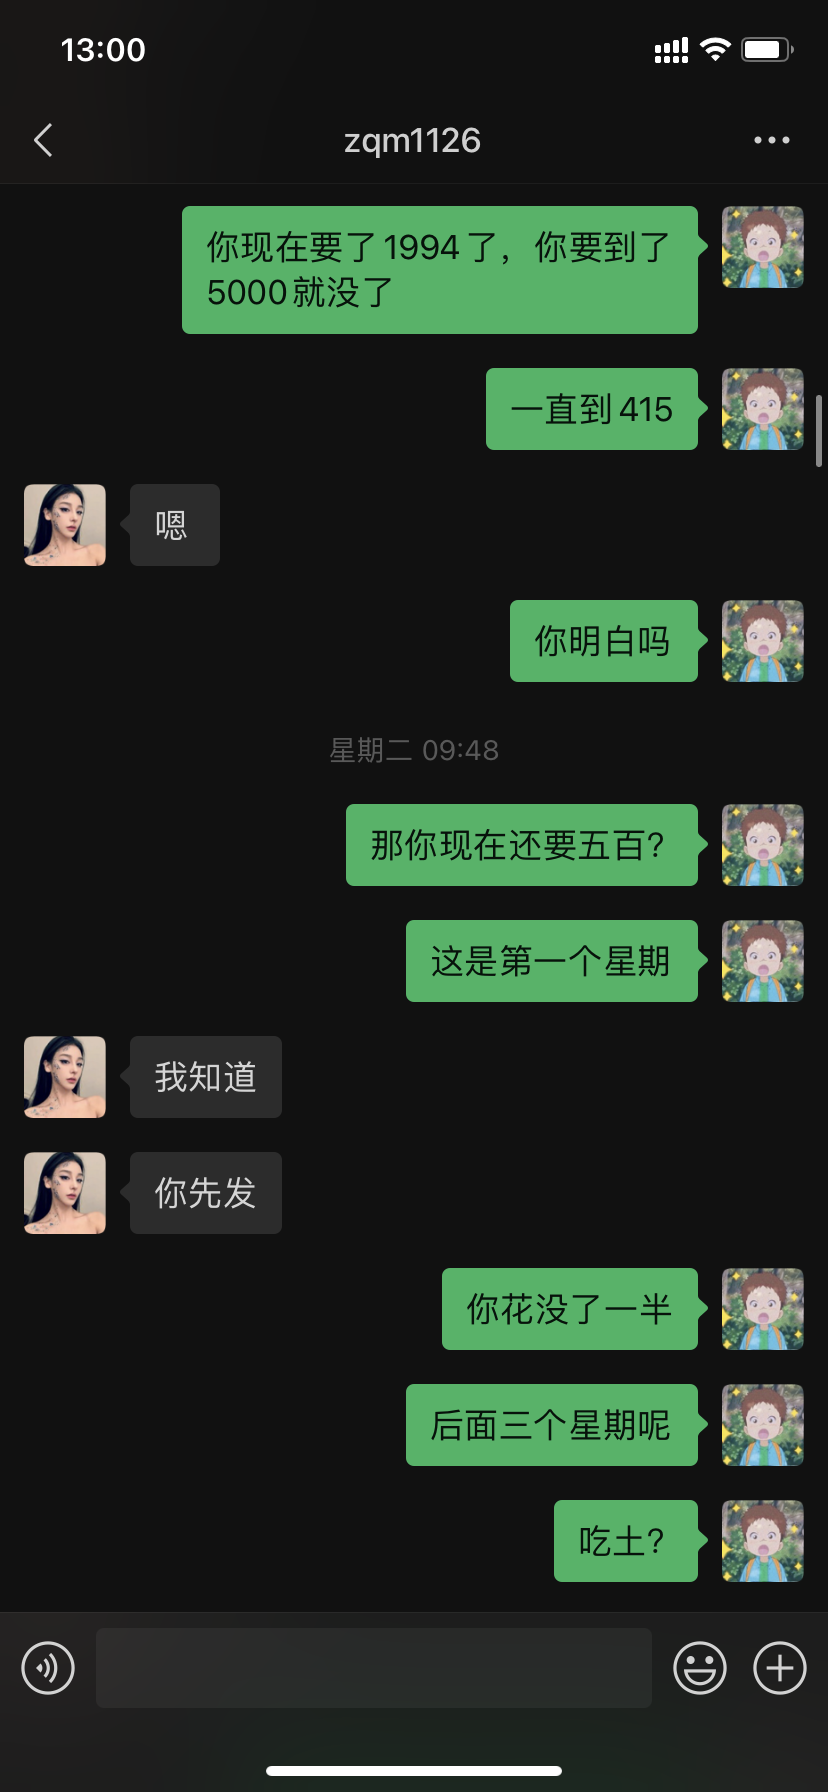 13:00
zqm1126
你现在要了1994了，你要到了
5000就没了
一直到415
嗯
你明白吗
星期二 09:48
那你现在还要五百?
这是第一个星期
我知道
你先发
你花没了一半
后面三个星期呢
吃土?